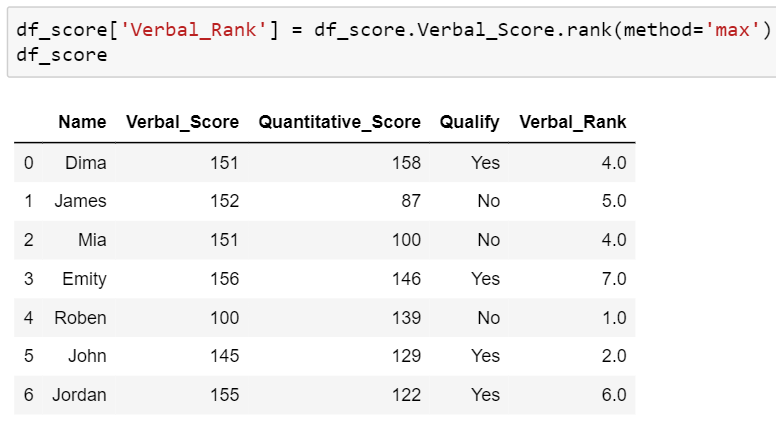 df_score['Verbal_Rank'] = df_score.Verbal_Score.rank(method='max')
df_score
Name Verbal_Score Quantitative_Score Qualify Verbal_Rank
0 Dima 151 158 Yes 4.0
1 James 152 87 No 5.0
2 Mia 151 100 No 4.0
3 Emity 156 146 Yes 7.0
4 Roben 100 139 No 1.0
5 John 145 129 Yes 2.0
6 Jordan 155 122 Yes 6.0